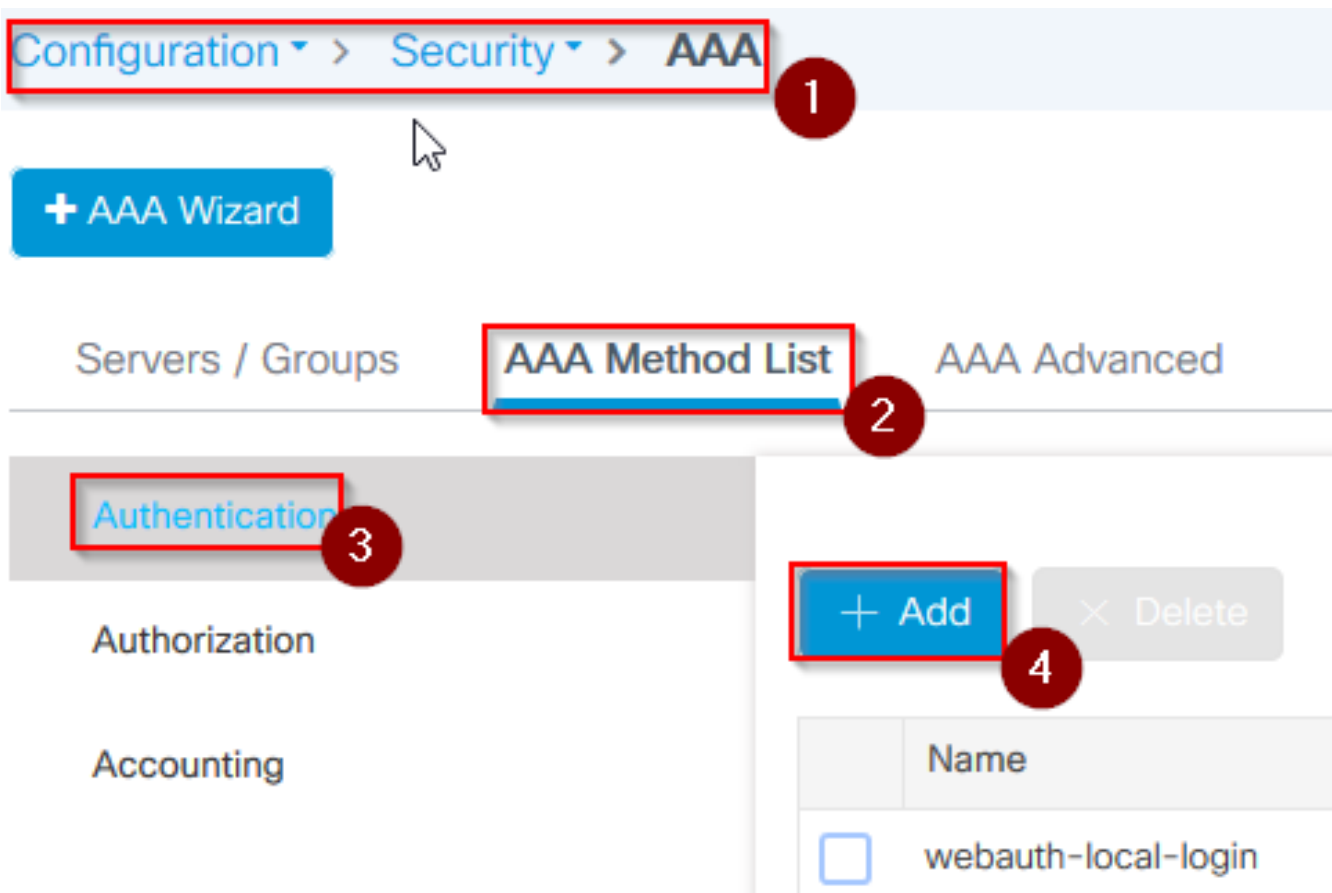 Configuration > Security > AAA
1
+ AAA Wizard
Servers / Groups AAA Method List AAA Advanced
2
Authentication
3
+ Add × Delete
4
Authorization
Accounting
Name
webauth-local-login